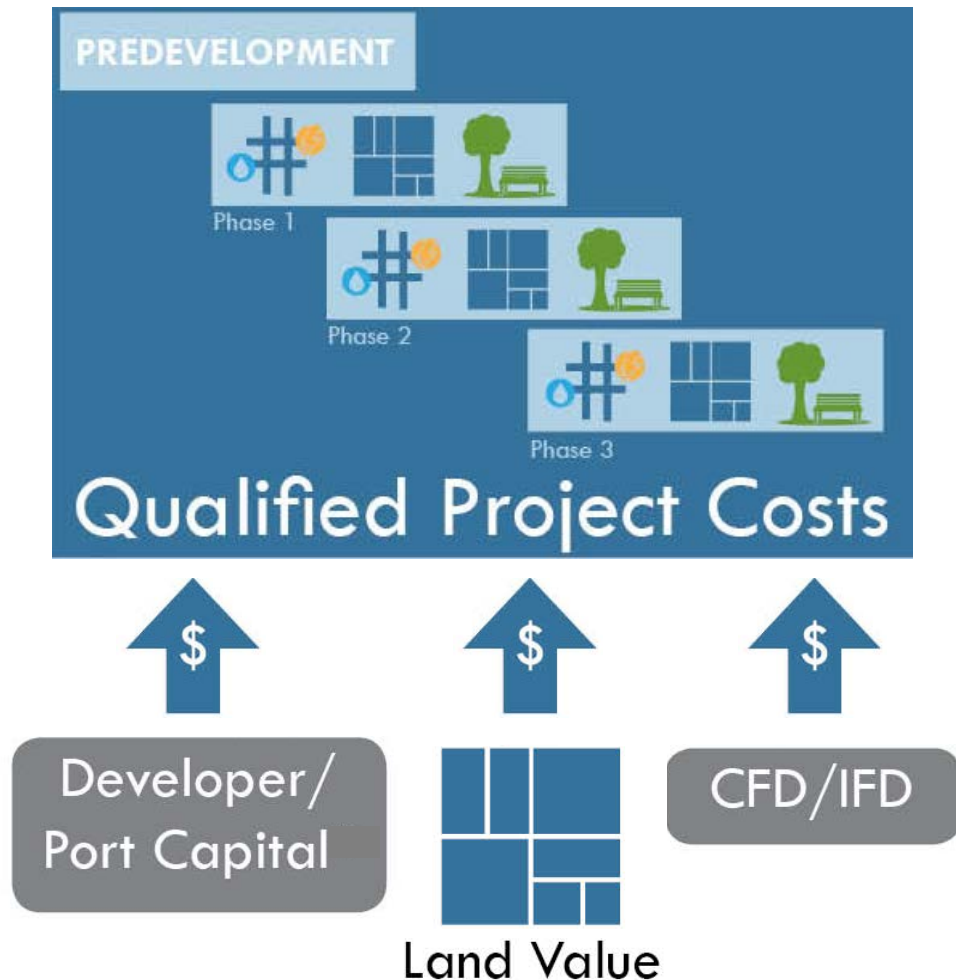 PREDEVELOPMENT
Phase 1
Phase 2
Phase 3
Qualified Project Costs
$
$
$
Developer/
Port Capital
Land Value
CFD/IFD